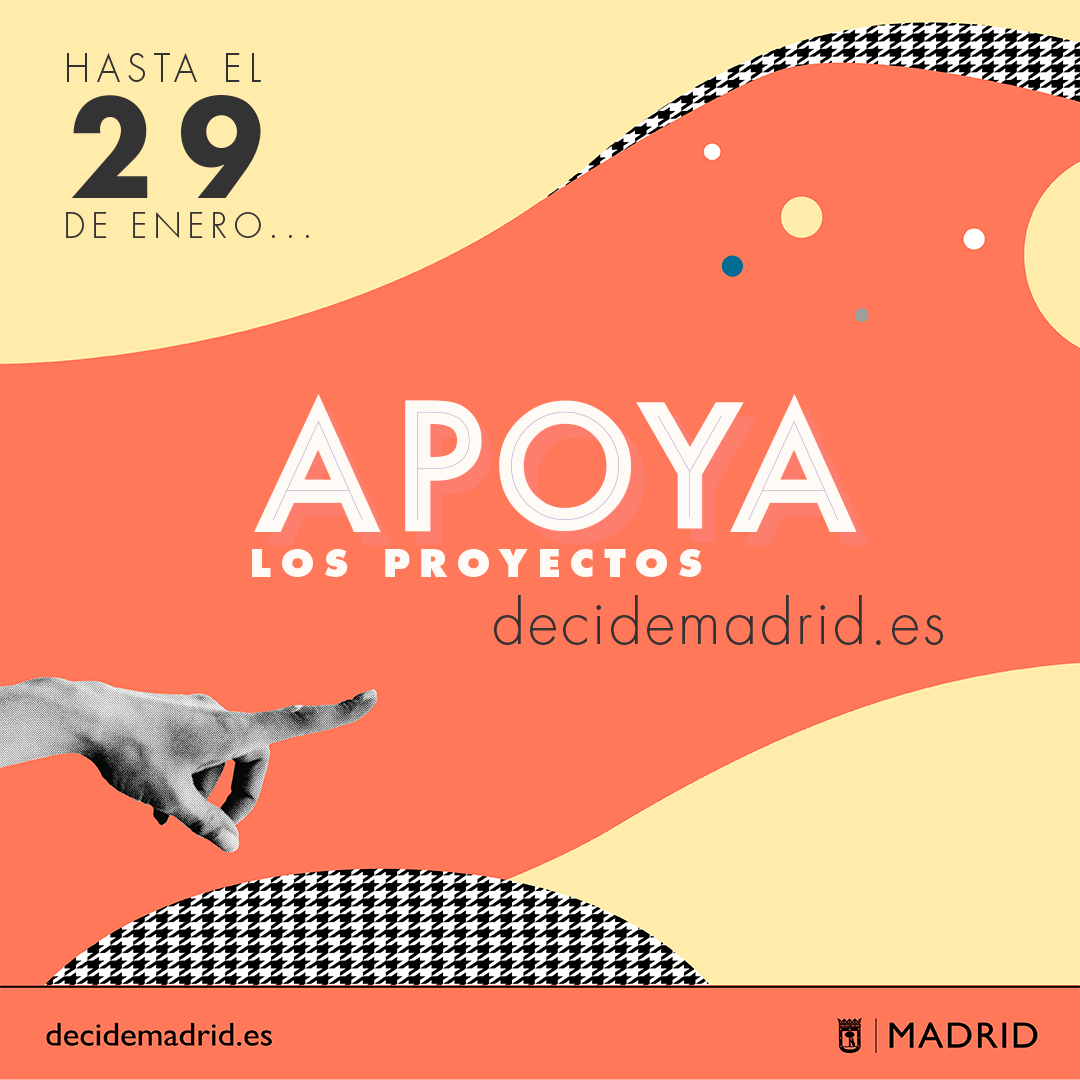 HASTA EL
29
DE ENERO...
APOYA
LOS PROYECTOS
decidemadrid.es
decidemadrid.es
MADRID